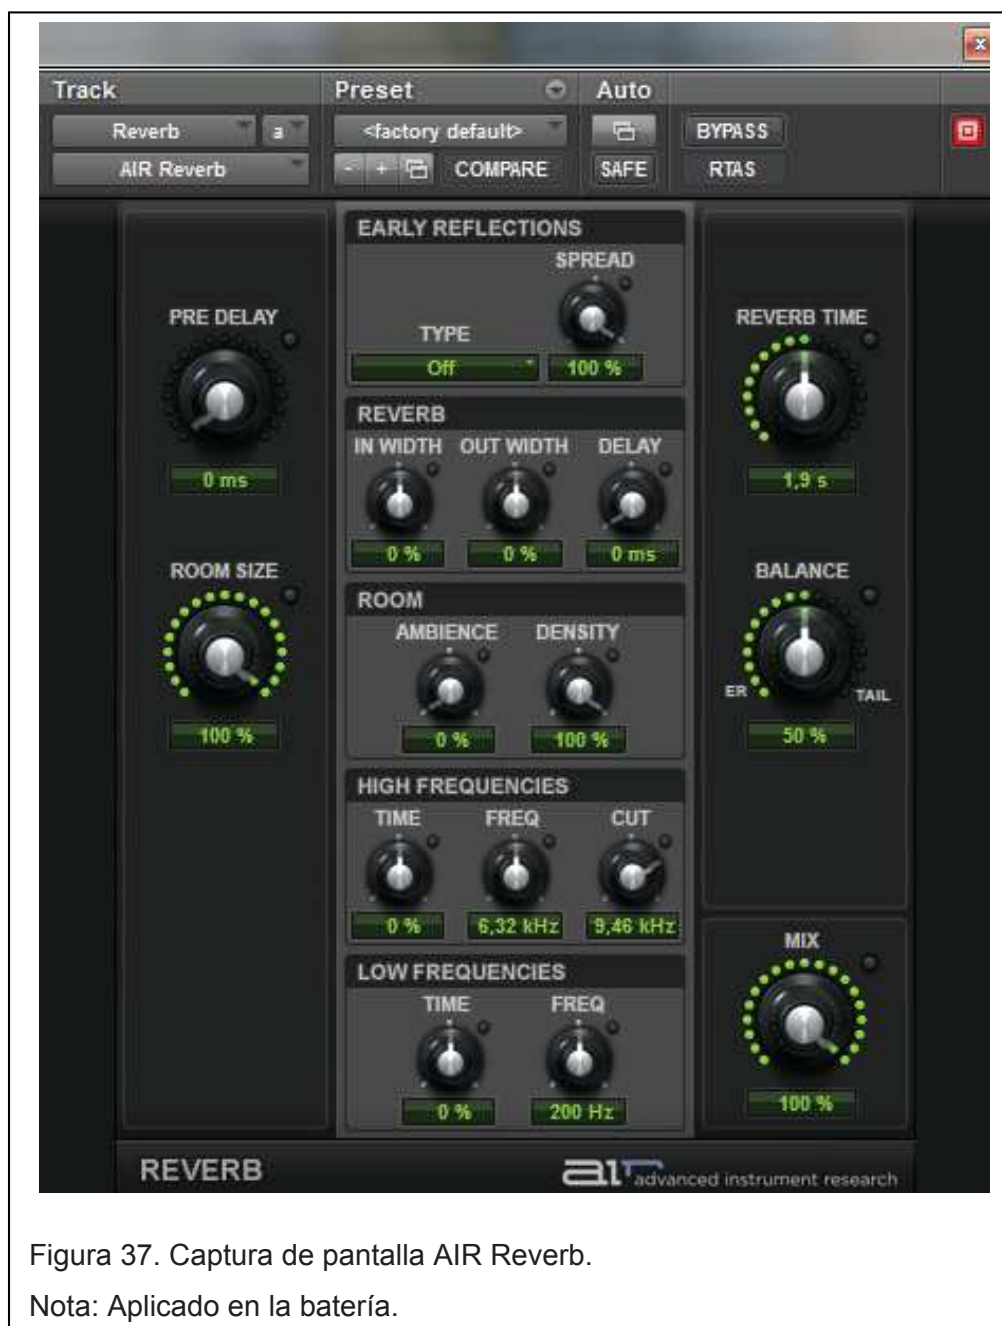 x
Track Preset Auto
Reverb a <factory default> BYPASS
AIR Reverb - + COMPARE SAFE RTAS
EARLY REFLECTIONS
SPREAD
TYPE
Off 100 %
PRE DELAY
0 ms
ROOM SIZE
100 %
REVERB
IN WIDTH OUT WIDTH DELAY
0 % 0 % 0 ms
ROOM
AMBIENCE DENSITY
0 % 100 %
HIGH FREQUENCIES
TIME FREQ CUT
0 % 6,32 kHz 9,46 kHz
LOW FREQUENCIES
TIME FREQ
0 % 200 Hz
REVERB TIME
1,9 s
BALANCE
ER TAIL
50 %
MIX
100 %
REVERB
air advanced instrument research
Figura 37. Captura de pantalla AIR Reverb.
Nota: Aplicado en la batería.